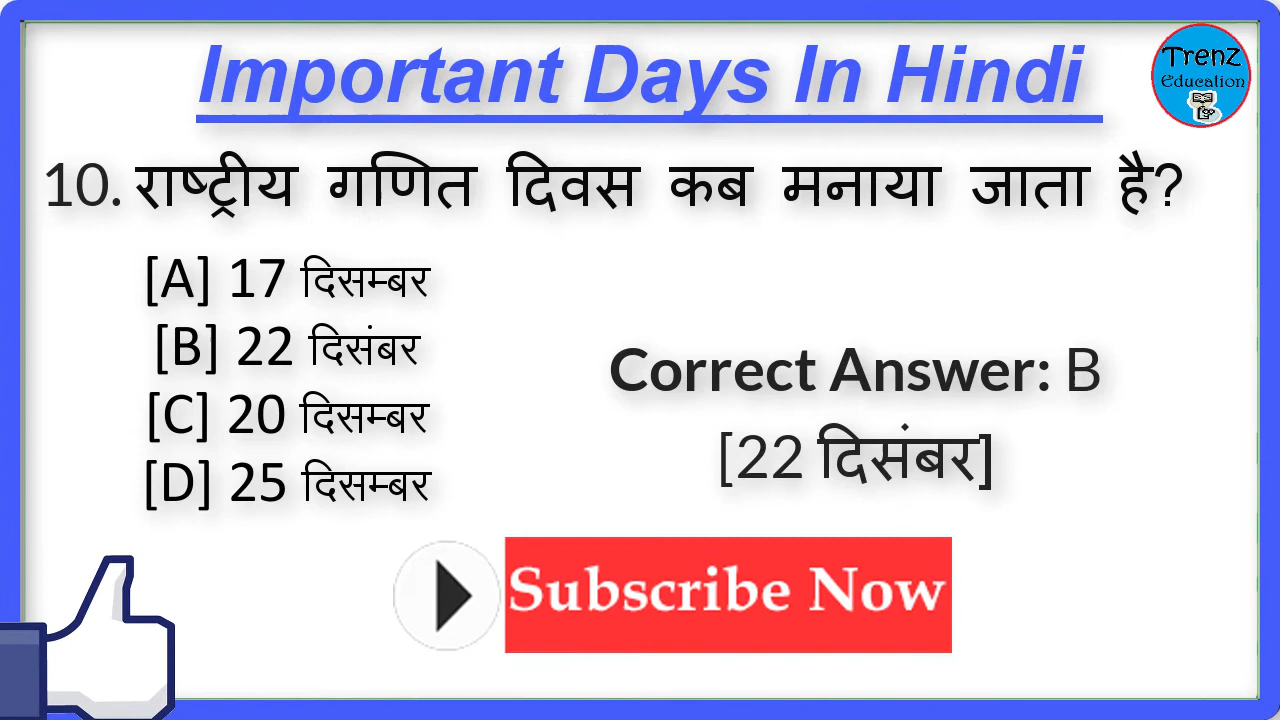 Important Days In Hindi
Trenz
Education
10. राष्ट्रीय गणित दिवस कब मनाया जाता है?
[A] 17 दिसम्बर
[B] 22 दिसंबर
[C] 20 दिसम्बर
[D] 25 दिसम्बर
Correct Answer: B
[22 दिसंबर]
Subscribe Now